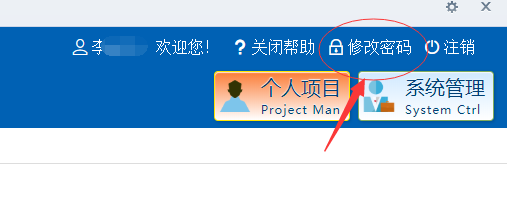 李 欢迎您! ? 关闭帮助 修改密码 注销
个人项目 系统管理
Project Man System Ctrl